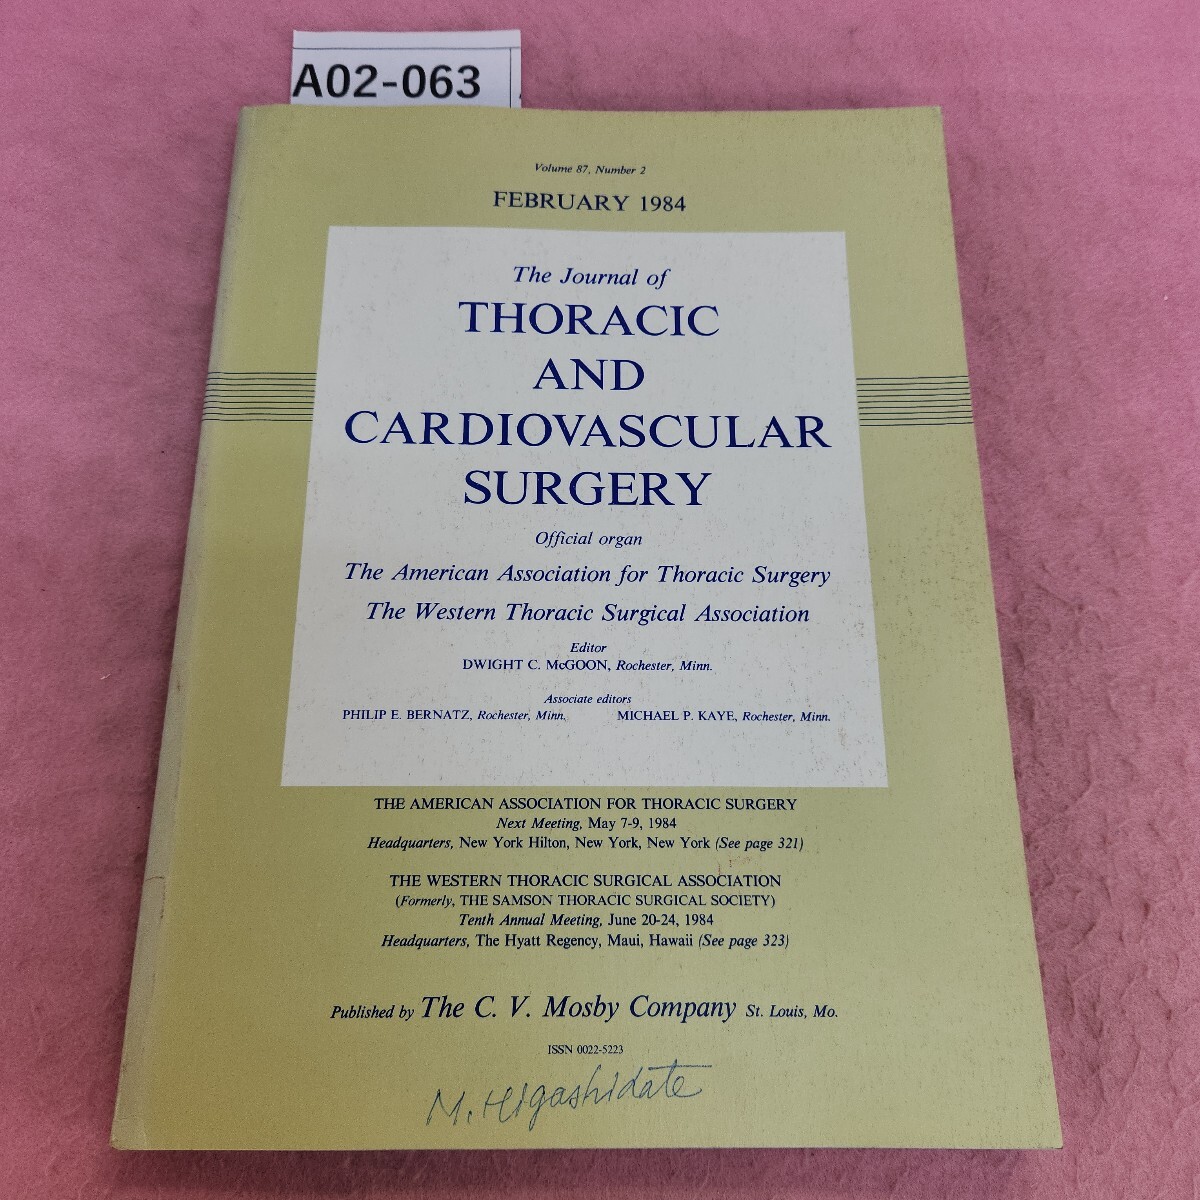 A02-063
Volume 87, Number 2
FEBRUARY 1984
The Journal of
THORACIC
AND
CARDIOVASCULAR
SURGERY
Official organ
The American Association for Thoracic Surgery
The Western Thoracic Surgical Association
Editor
DWIGHT C. McGOON, Rochester, Minn.
Associate editors
PHILIP E. BERNATZ, Rochester, Minn. MICHAEL P. KAYE, Rochester, Minn.
THE AMERICAN ASSOCIATION FOR THORACIC SURGERY
Next Meeting, May 7-9, 1984
Headquarters, New York Hilton, New York, New York (See page 321)
THE WESTERN THORACIC SURGICAL ASSOCIATION
(Formerly, THE SAMSON THORACIC SURGICAL SOCIETY)
Tenth Annual Meeting, June 20-24, 1984
Headquarters, The Hyatt Regency, Maui, Hawaii (See page 323)
Published by The C. V. Mosby Company St. Louis, Mo.
ISSN 0022-5223
M. Higashidate